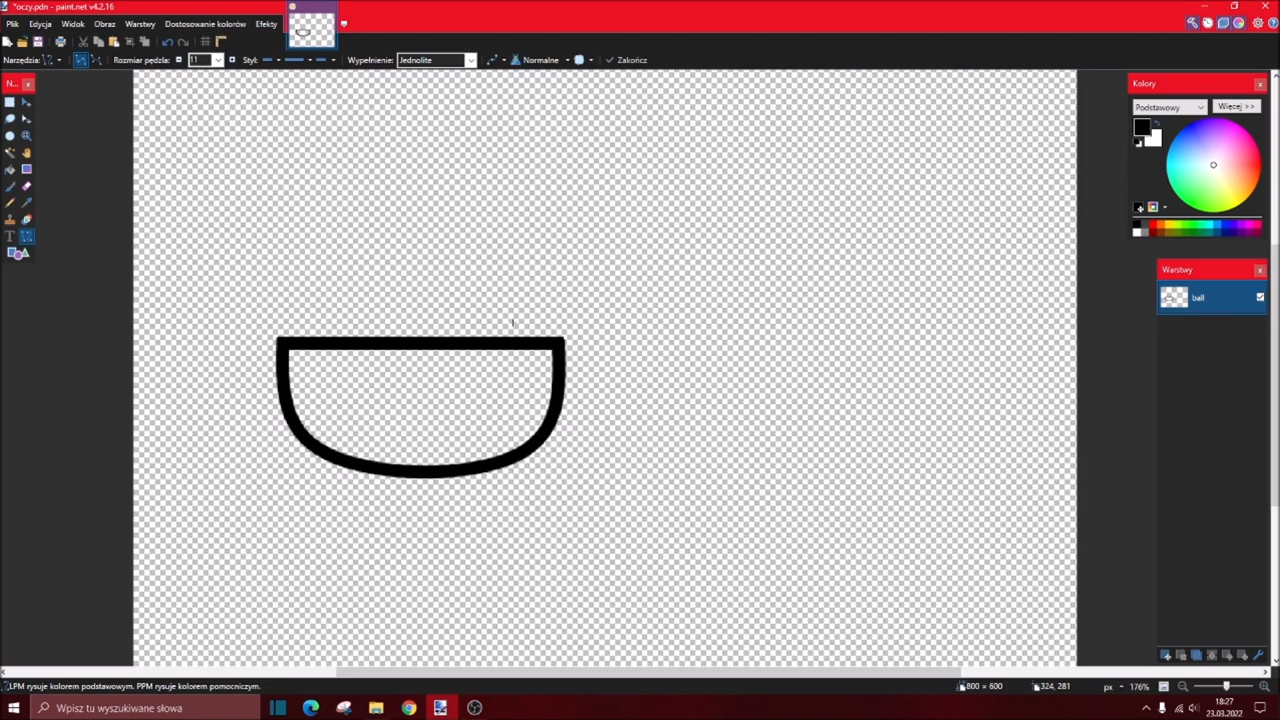 *oczy.pdn - paint.net v4.2.16
Plik Edycja Widok Obraz Warstwy Dostosowanie kolorów Efekty
Narzędzia: Rozmiar pędzla: 11 Styl: Wypełnienie: Jednolite Normalne Zakończ
N...
Kolory
Podstawowy Więcej >>
T
Warstwy
ball
LPM rysuje kolorem podstawowym. PPM rysuje kolorem pomocniczym. 800 × 600 324, 281 px 176%
Wpisz tu wyszukiwane słowa
18:27
23.03.2022